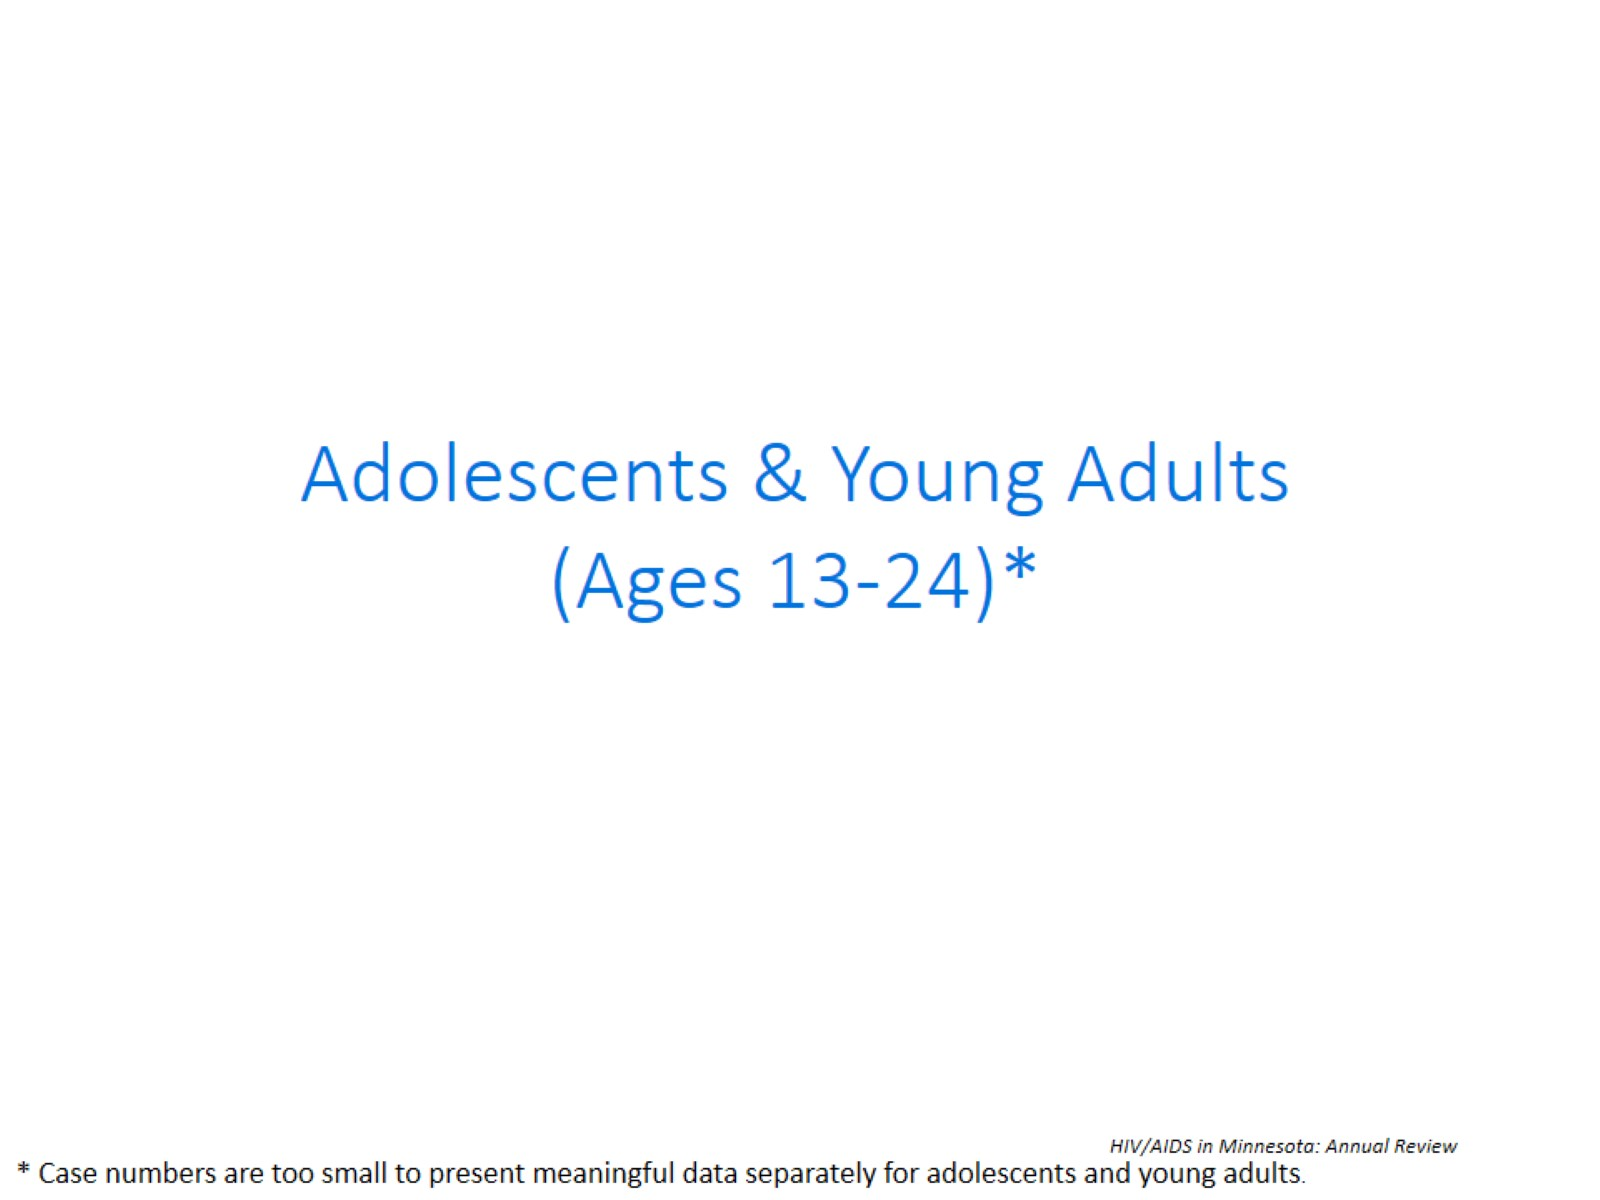 Adolescents & Young Adults
(Ages 13-24)*
HIV/AIDS in Minnesota: Annual Review
* Case numbers are too small to present meaningful data separately for adolescents and young adults.